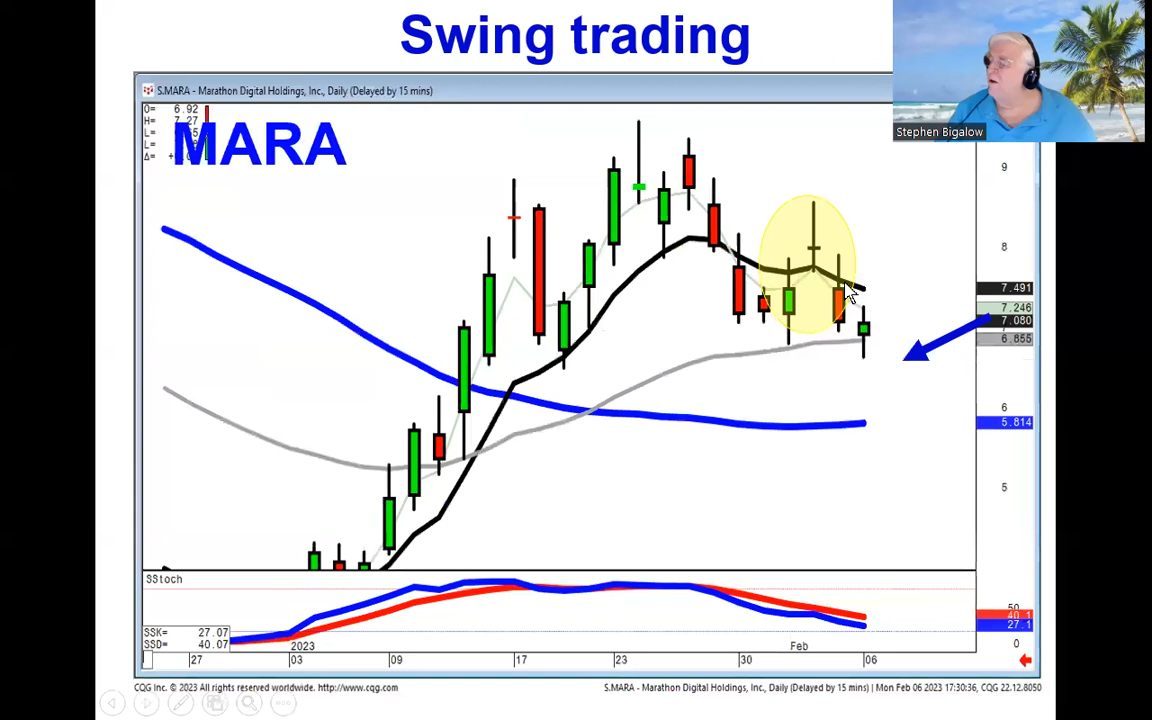 Swing trading
Stephen Bigalow
S.MARA - Marathon Digital Holdings, Inc., Daily (Delayed by 15 mins)
O= 6.92
H= 7.27
L=
L=
Δ=
MARA
9
8
7.491
7.246
7.080
6.855
6
5.814
5
SStoch
50
40.1
27.1
0
SSK= 27.07
SSD= 40.07
2023
Feb
27
03
09
17
23
30
06
CQG Inc. © 2023 All rights reserved worldwide. http://www.cqg.com
S.MARA - Marathon Digital Holdings, Inc., Daily (Delayed by 15 mins) | Mon Feb 06 2023 17:30:36, CQG 22.12.8050